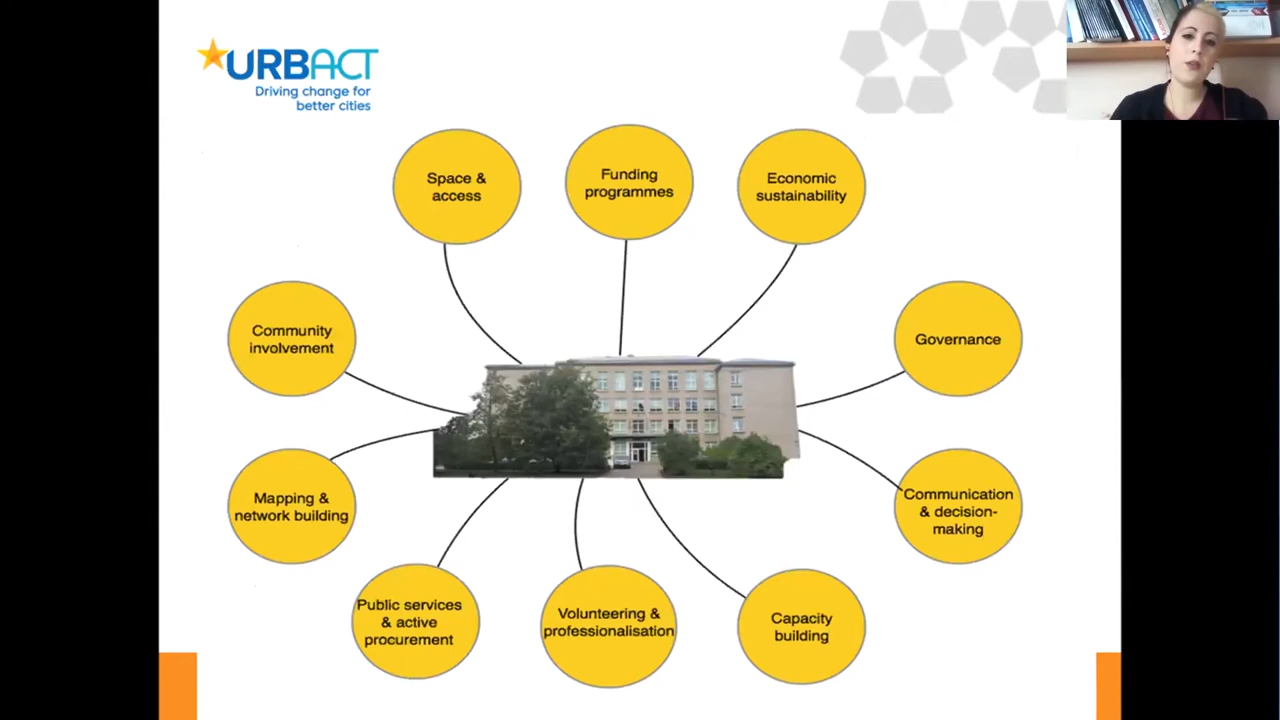 URBACT
Driving change for
better cities
Space &
access
Funding
programmes
Economic
sustainability
Community
involvement
Governance
Mapping &
network building
Communication
& decision-
making
Public services
& active
procurement
Volunteering &
professionalisation
Capacity
building